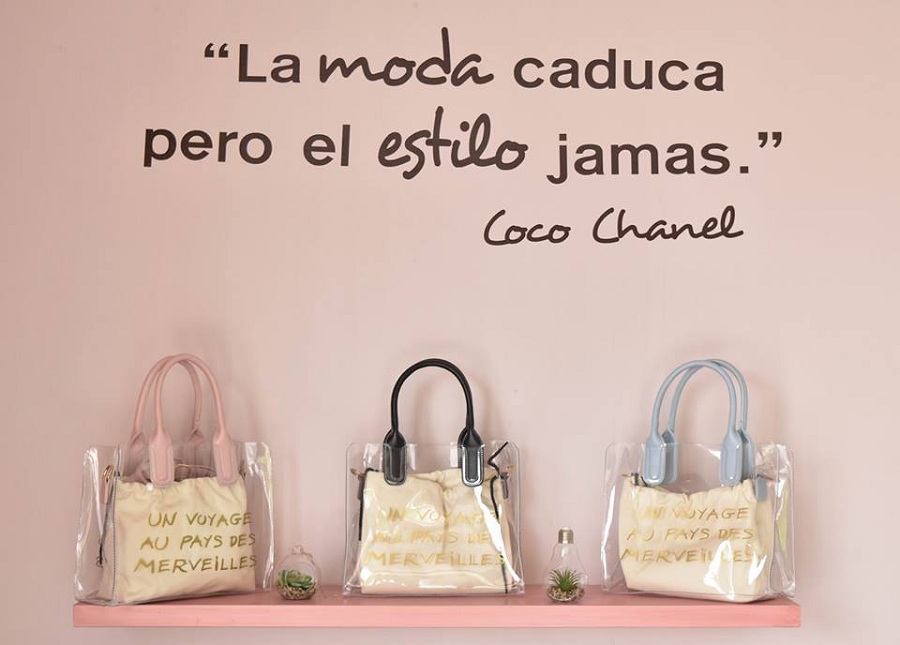 “La moda caduca
pero el estilo jamas.”
Coco Chanel
UN VOYAGE
AU PAYS DES
MERVEILLES
UN VOYAGE
AU PAYS DES
MERVEILLES
UN VOYAGE
AU PAYS DES
MERVEILLES